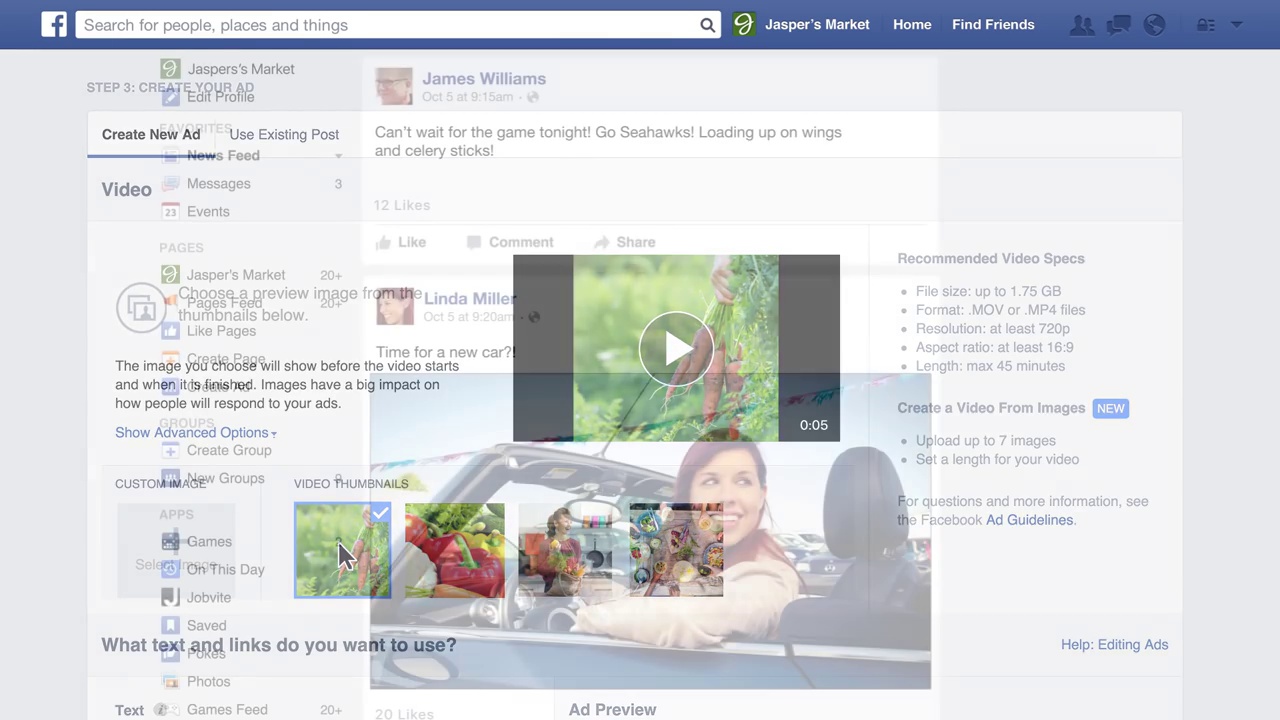 Search for people, places and things
Jasper's Market
Home
Find Friends
Jaspers's Market
STEP 3: CREATE YOUR AD
Edit Profile
James Williams
Oct 5 at 9:15am
FAVORITES
Create New Ad
Use Existing Post
Can't wait for the game tonight! Go Seahawks! Loading up on wings
and celery sticks!
News Feed
Messages
3
Video
Events
12 Likes
PAGES
Like
Comment
Share
Jasper's Market
20+
Choose a preview image from the
thumbnails below.
Pages Feed
20+
Like Pages
Linda Miller
Oct 5 at 9:20am
Time for a new car?!
Create Page
Create Ad
The image you choose will show before the video starts
and when it is finished. Images have a big impact on
how people will respond to your ads.
Show Advanced Options
0:05
Recommended Video Specs
File size: up to 1.75 GB
Format: .MOV or .MP4 files
Resolution: at least 720p
Aspect ratio: at least 16:9
Length: max 45 minutes
Create a Video From Images
NEW
Upload up to 7 images
Set a length for your video
For questions and more information, see
the Facebook Ad Guidelines.
GROUPS
Create Group
New Groups
CUSTOM IMAGE
VIDEO THUMBNAILS
APPS
Games
Select Image
On This Day
Jobvite
Saved
What text and links do you want to use?
Help: Editing Ads
Pokes
Photos
Text
Games Feed
20+
20 Likes
Ad Preview